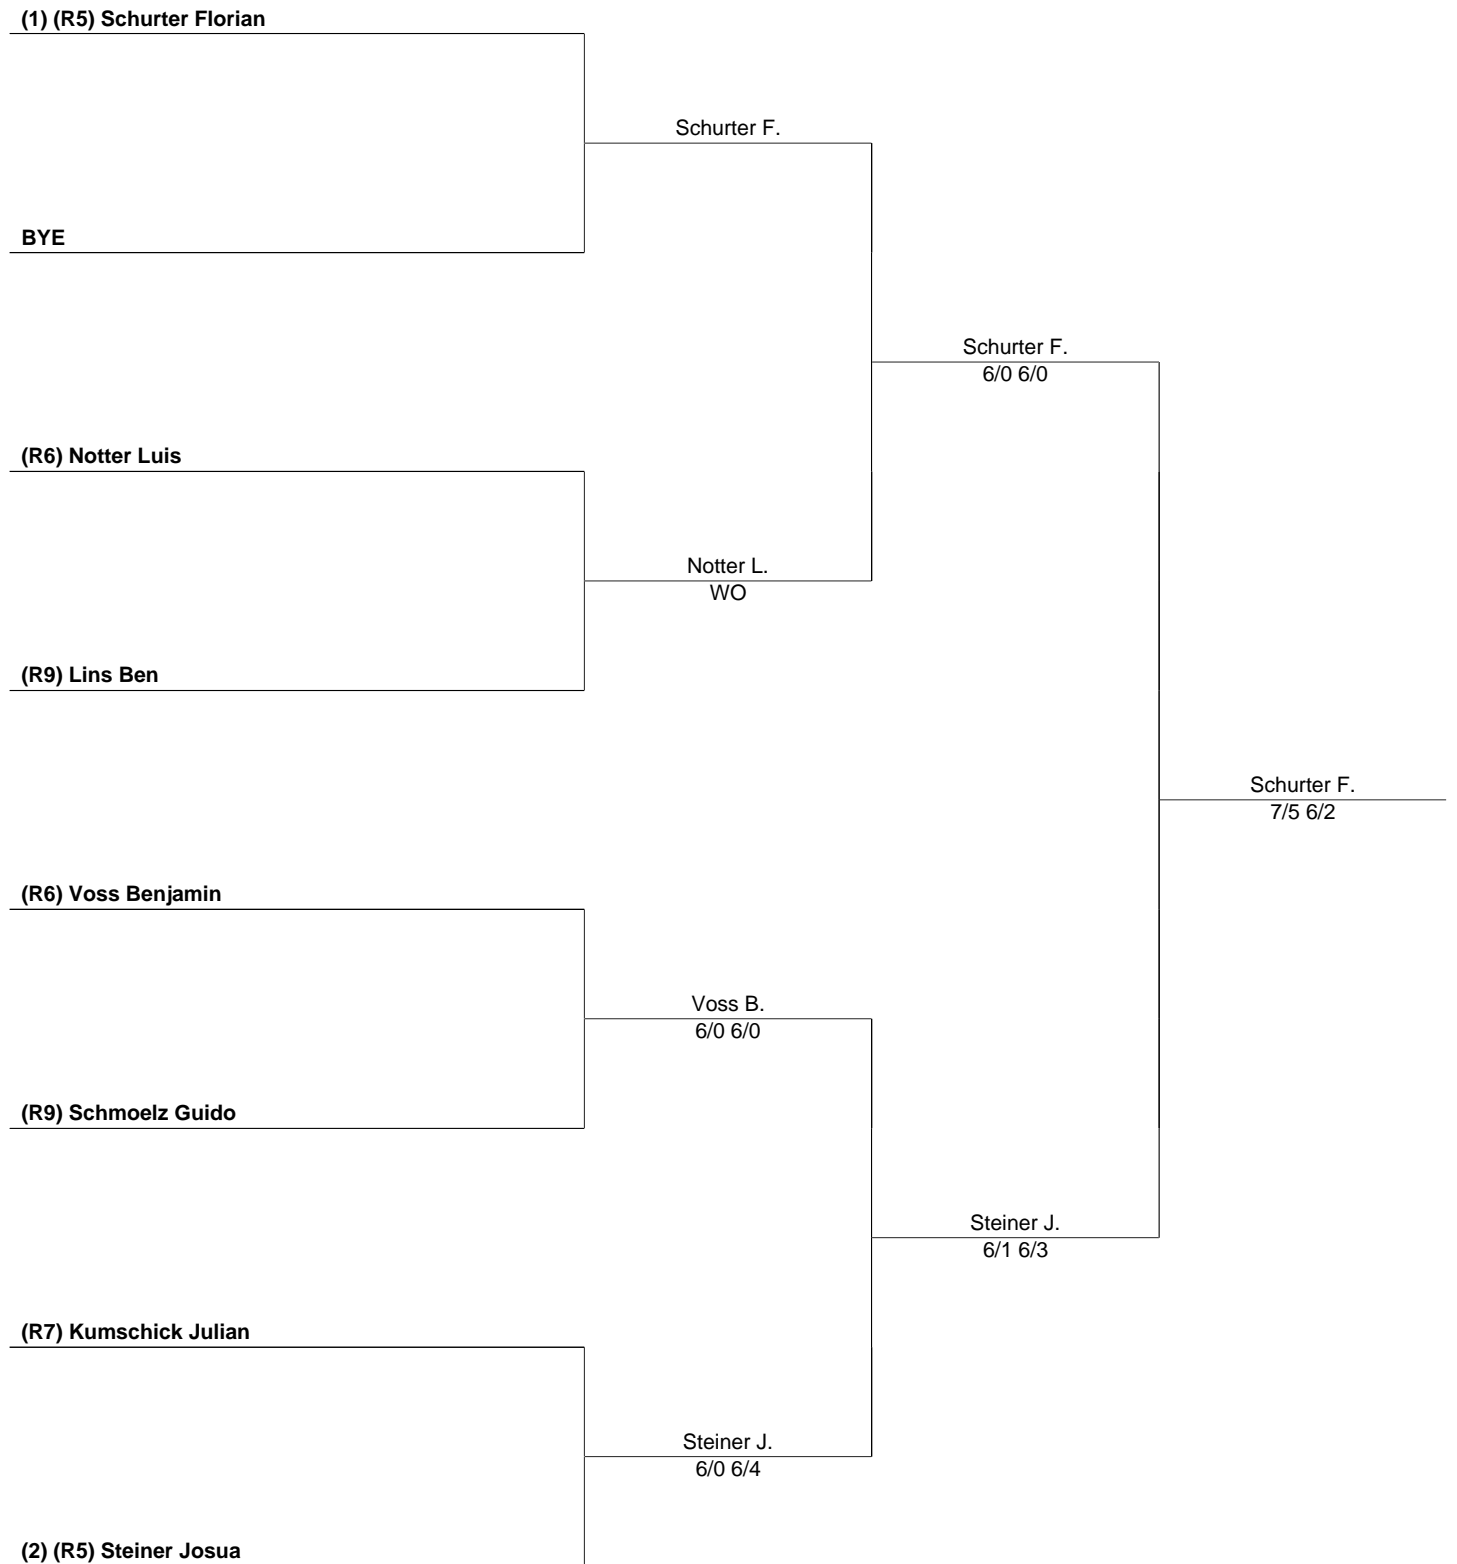 (1) (R5) Schurter Florian
Schurter F.
BYE
Schurter F.
6/0 6/0
(R6) Notter Luis
Notter L.
WO
(R9) Lins Ben
Schurter F.
7/5 6/2
(R6) Voss Benjamin
Voss B.
6/0 6/0
(R9) Schmoelz Guido
Steiner J.
6/1 6/3
(R7) Kumschick Julian
Steiner J.
6/0 6/4
(2) (R5) Steiner Josua